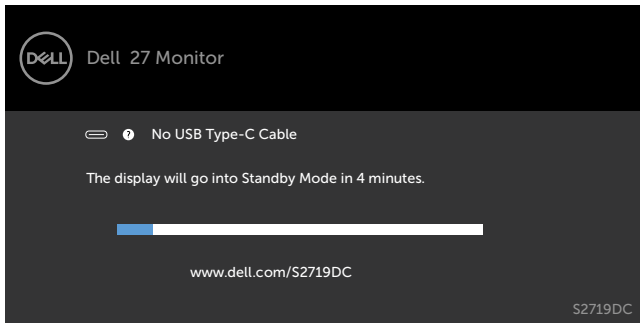 DELL
Dell 27 Monitor
? No USB Type-C Cable
The display will go into Standby Mode in 4 minutes.
www.dell.com/S2719DC
S2719DC